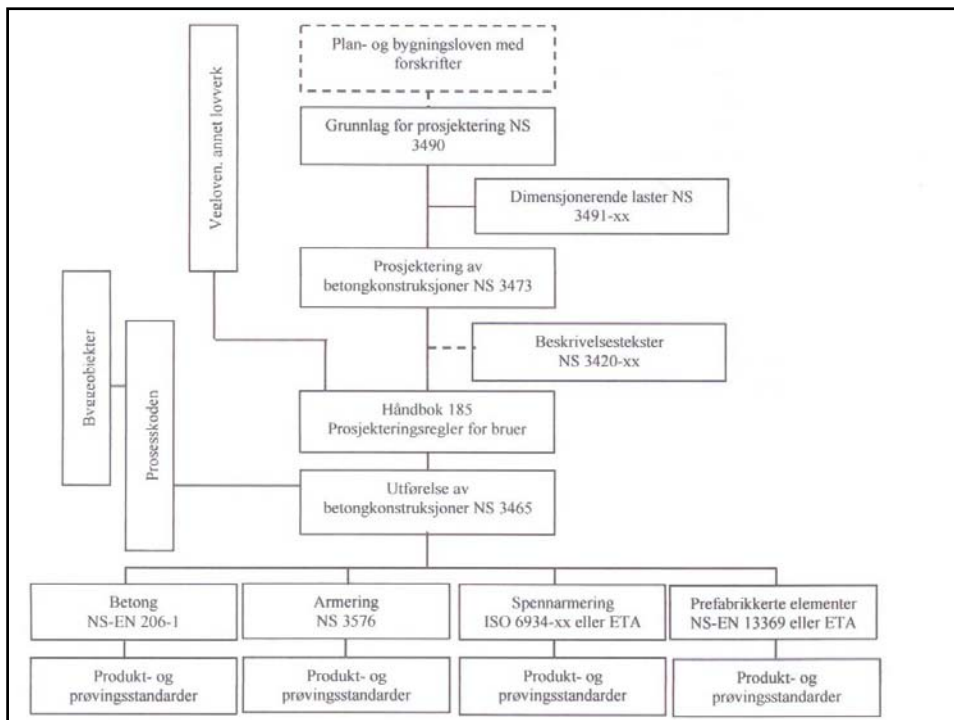 Plan- og bygningsloven med
forskrifter
Grunnlag for prosjektering NS
3490
Vegloven, annet lovverk
Dimensjonerende laster NS
3491-xx
Prosjektering av
betongkonstruksjoner NS 3473
Beskrivelsestekster
NS 3420-xx
Byggeobjekter
Prosesskoden
Håndbok 185
Prosjekteringsregler for bruer
Utførelse av
betongkonstruksjoner NS 3465
Betong
NS-EN 206-1
Armering
NS 3576
Spennarmering
ISO 6934-xx eller ETA
Prefabrikkerte elementer
NS-EN 13369 eller ETA
Produkt- og
prøvingsstandarder
Produkt- og
prøvingsstandarder
Produkt- og
prøvingsstandarder
Produkt- og
prøvingsstandarder